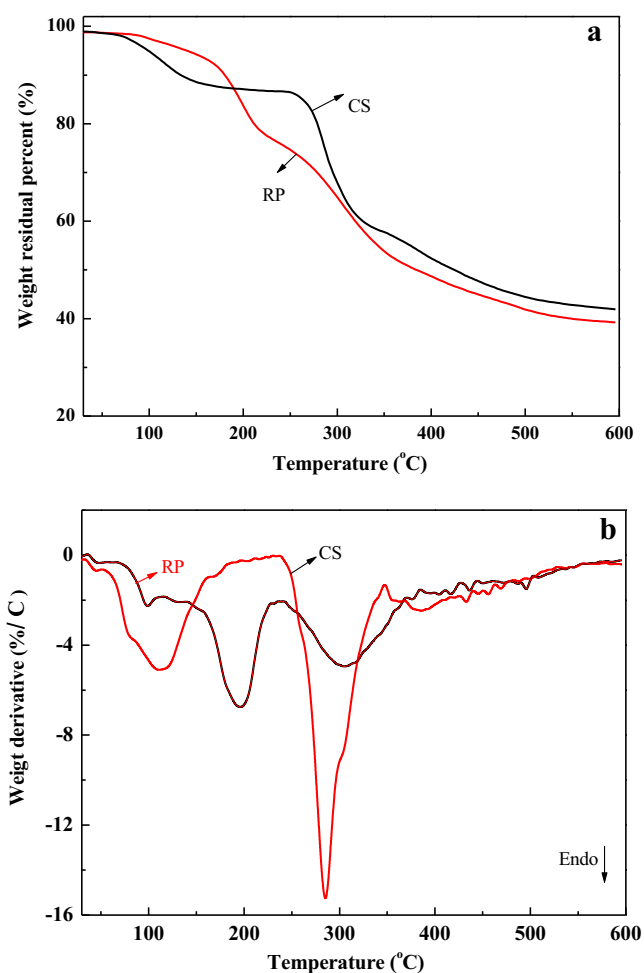 a
100
80
60
40
20
Weight residual percent (%)
CS
RP
100 200 300 400 500 600
Temperature (°C)
b
0
-4
-8
-12
-16
Weigt derivative (%/ C)
RP
CS
Endo
100 200 300 400 500 600
Temperature (°C)